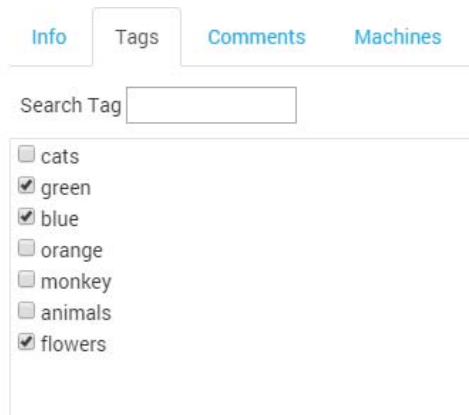 Info Tags Comments Machines
Search Tag
cats
green
blue
orange
monkey
animals
flowers